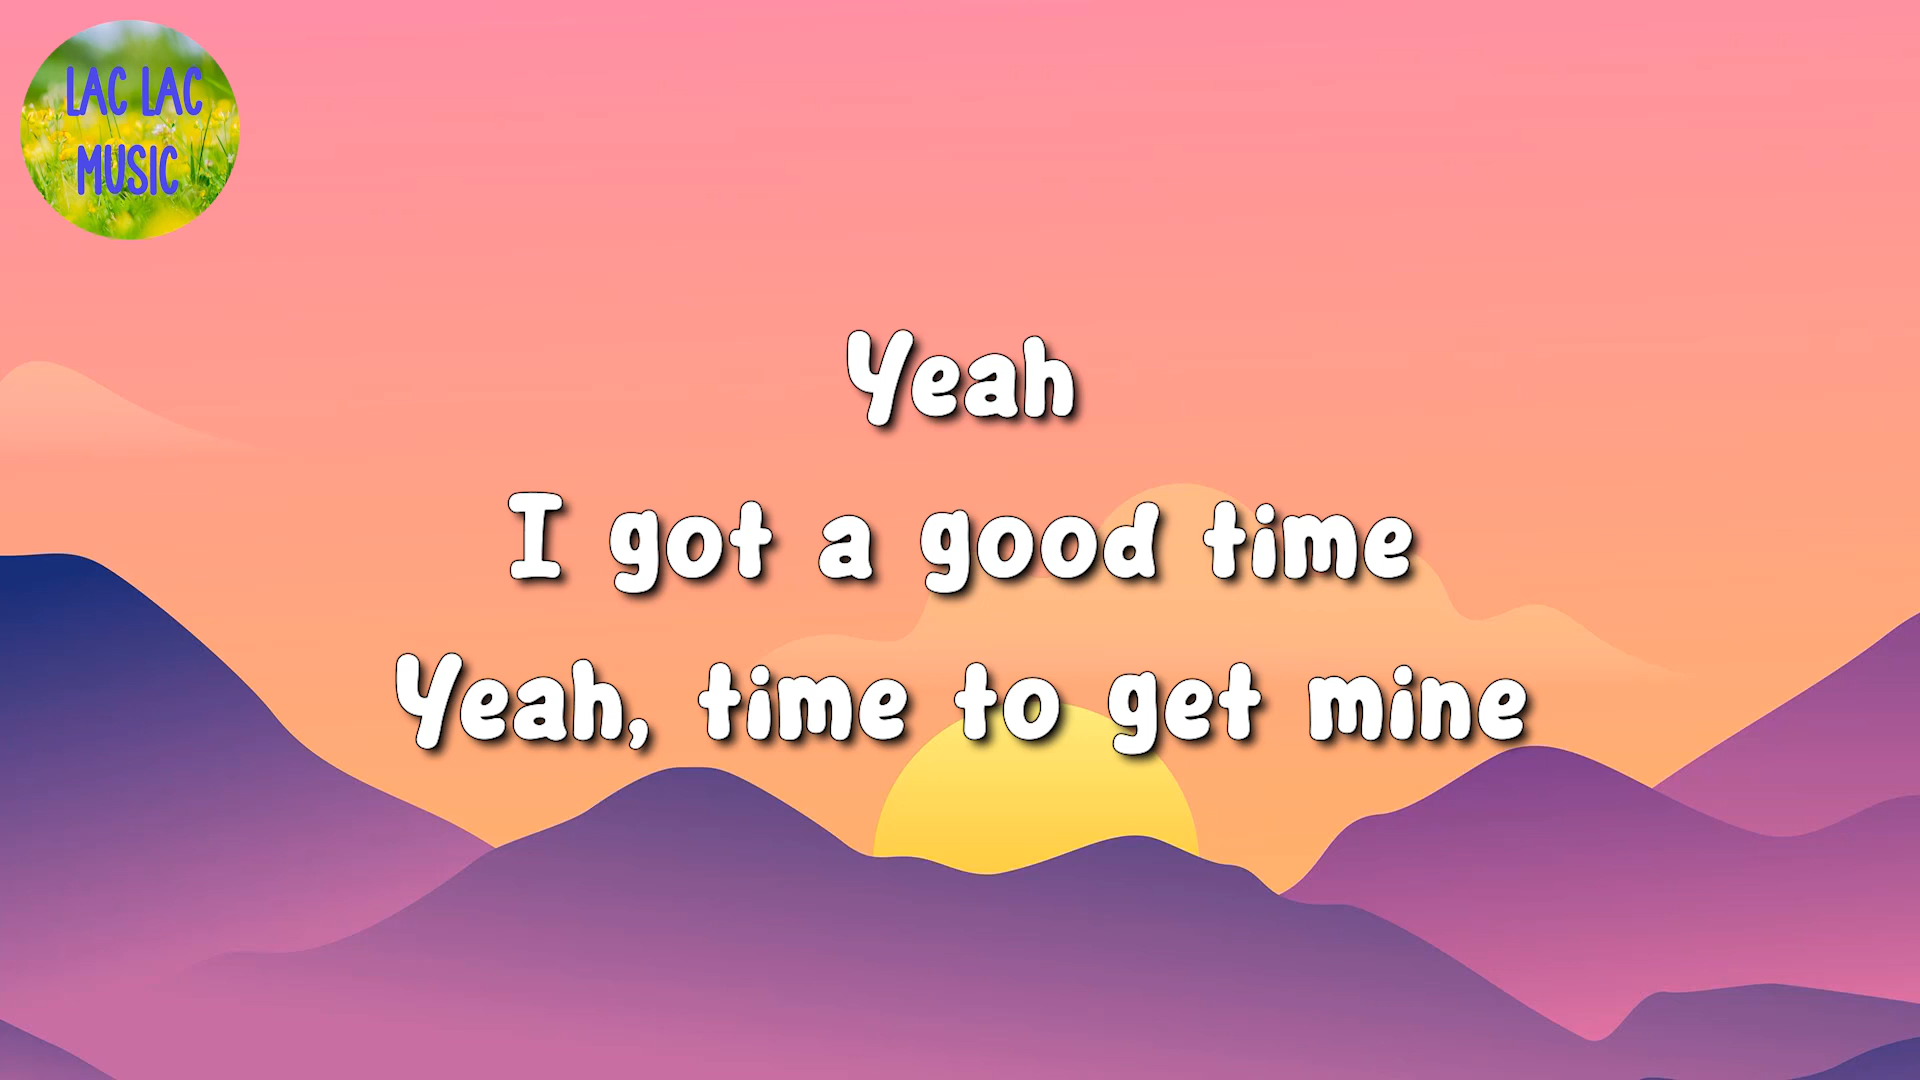 LAC LAC
MUSIC
Yeah
I got a good time
Yeah, time to get mine